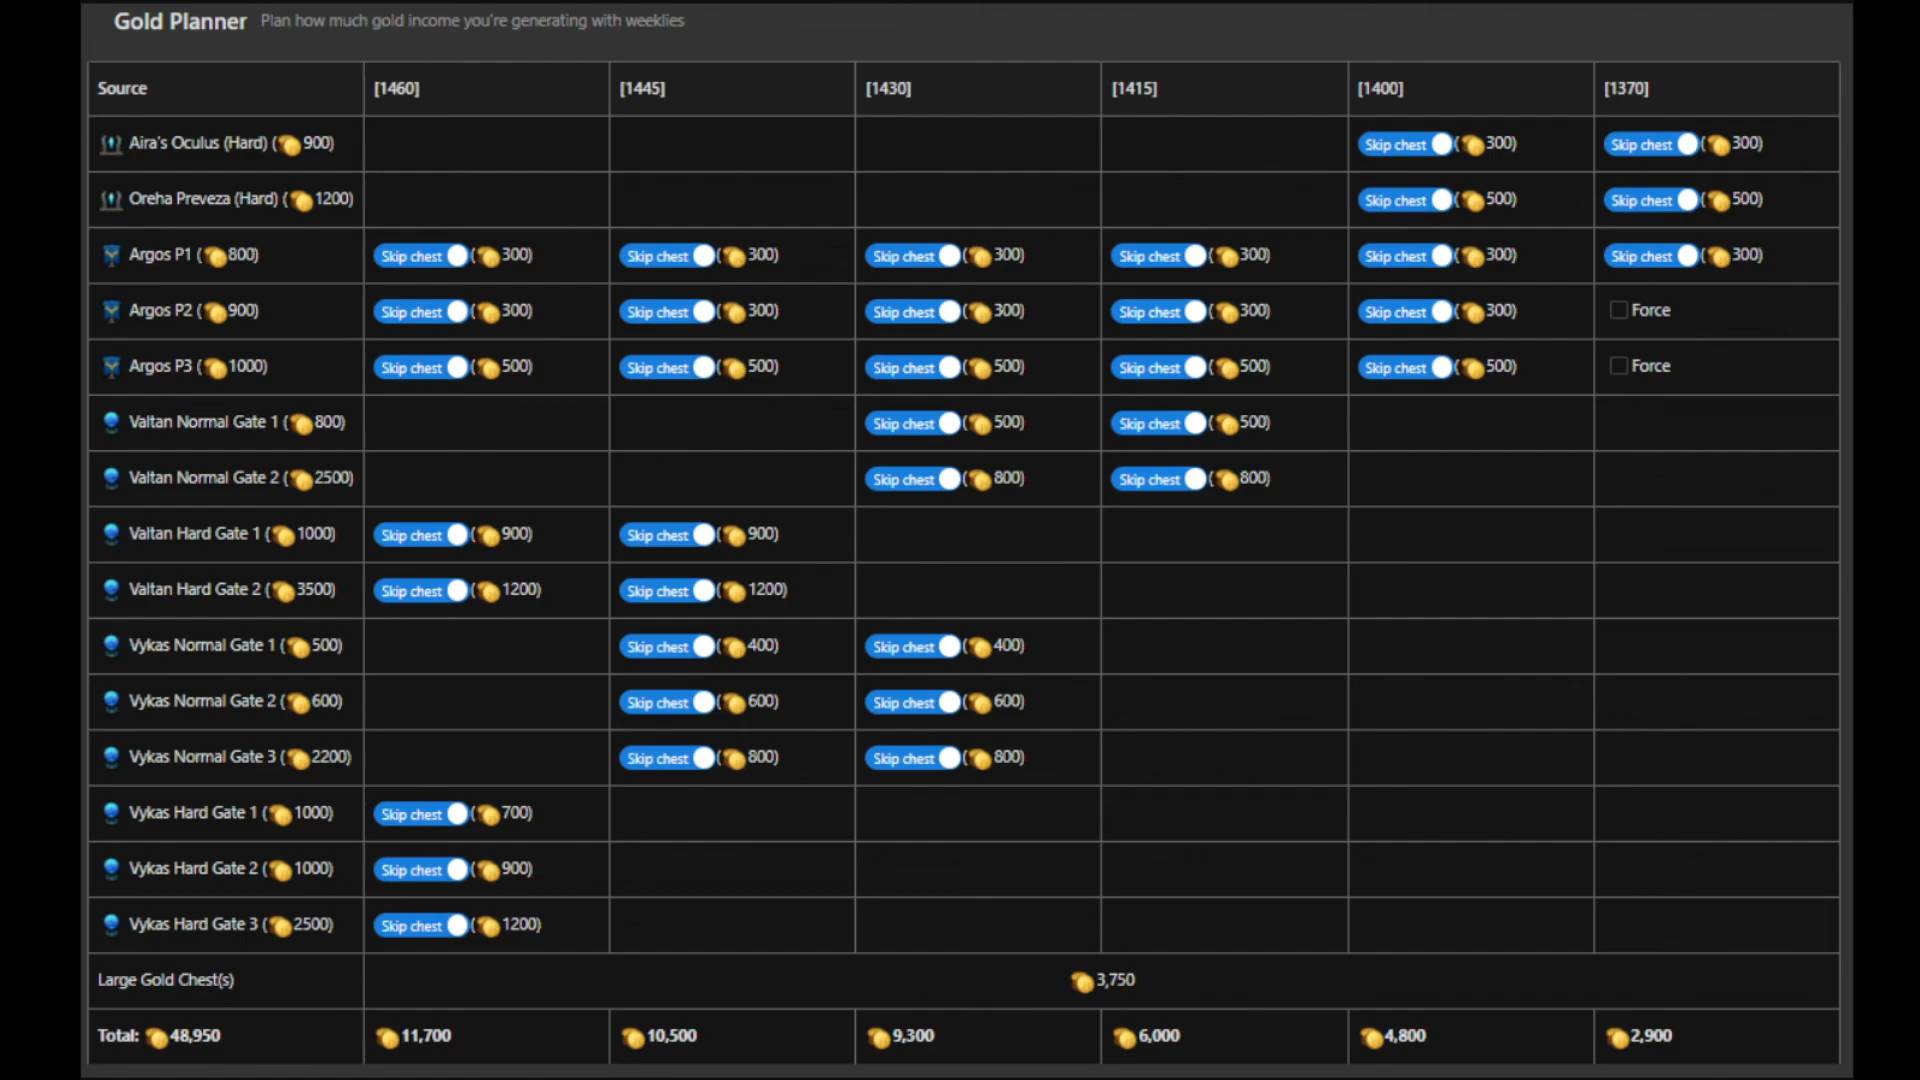 Gold Planner Plan how much gold income you're generating with weeklies
Source [1460] [1445] [1430] [1415] [1400] [1370]
Aira's Oculus (Hard) (900) Skip chest (300) Skip chest (300)
Oreha Preveza (Hard) (1200) Skip chest (500) Skip chest (500)
Argos P1 (800) Skip chest (300) Skip chest (300) Skip chest (300) Skip chest (300) Skip chest (300) Skip chest (300)
Argos P2 (900) Skip chest (300) Skip chest (300) Skip chest (300) Skip chest (300) Skip chest (300) Force
Argos P3 (1000) Skip chest (500) Skip chest (500) Skip chest (500) Skip chest (500) Skip chest (500) Force
Valtan Normal Gate 1 (800) Skip chest (500) Skip chest (500)
Valtan Normal Gate 2 (2500) Skip chest (800) Skip chest (800)
Valtan Hard Gate 1 (1000) Skip chest (900) Skip chest (900)
Valtan Hard Gate 2 (3500) Skip chest (1200) Skip chest (1200)
Vykas Normal Gate 1 (500) Skip chest (400) Skip chest (400)
Vykas Normal Gate 2 (600) Skip chest (600) Skip chest (600)
Vykas Normal Gate 3 (2200) Skip chest (800) Skip chest (800)
Vykas Hard Gate 1 (1000) Skip chest (700)
Vykas Hard Gate 2 (1000) Skip chest (900)
Vykas Hard Gate 3 (2500) Skip chest (1200)
Large Gold Chest(s) 3,750
Total: 48,950 11,700 10,500 9,300 6,000 4,800 2,900